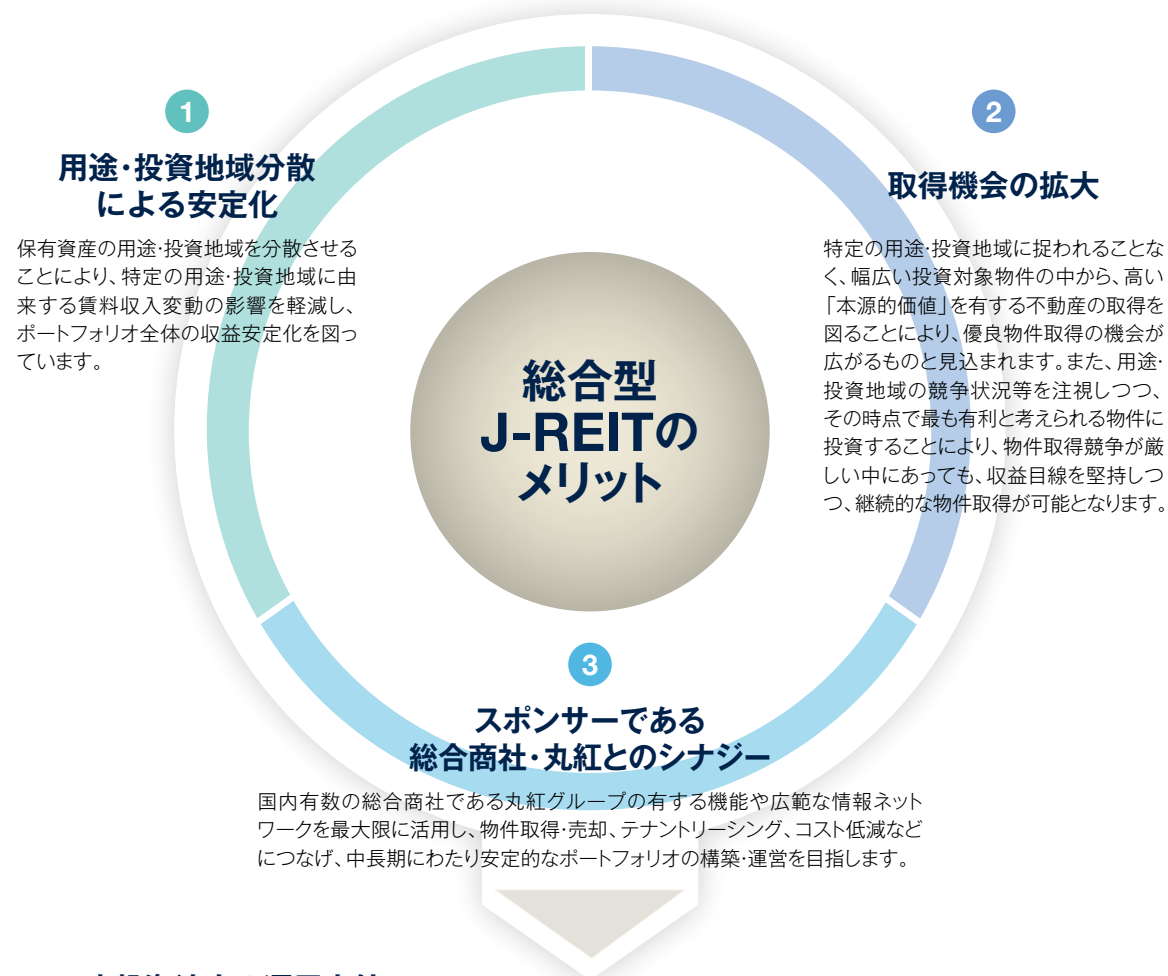 1
用途・投資地域分散
による安定化
保有資産の用途・投資地域を分散させる
ことにより、特定の用途・投資地域に由
来する賃料収入変動の影響を軽減し、
ポートフォリオ全体の収益安定化を図っ
ています。
2
取得機会の拡大
特定の用途・投資地域に捉われることな
く、幅広い投資対象物件の中から、高い
「本源的価値」を有する不動産の取得を
図ることにより、優良物件取得の機会が
広がるものと見込まれます。また、用途・
投資地域の競争状況等を注視しつつ、
その時点で最も有利と考えられる物件に
投資することにより、物件取得競争が厳
しい中にあっても、収益目線を堅持しつ
つ、継続的な物件取得が可能となります。
総合型
J-REITの
メリット
3
スポンサーである
総合商社・丸紅とのシナジー
国内有数の総合商社である丸紅グループの有する機能や広範な情報ネット
ワークを最大限に活用し、物件取得・売却、テナントリーシング、コスト低減など
につなげ、中長期にわたり安定的なポートフォリオの構築・運営を目指します。